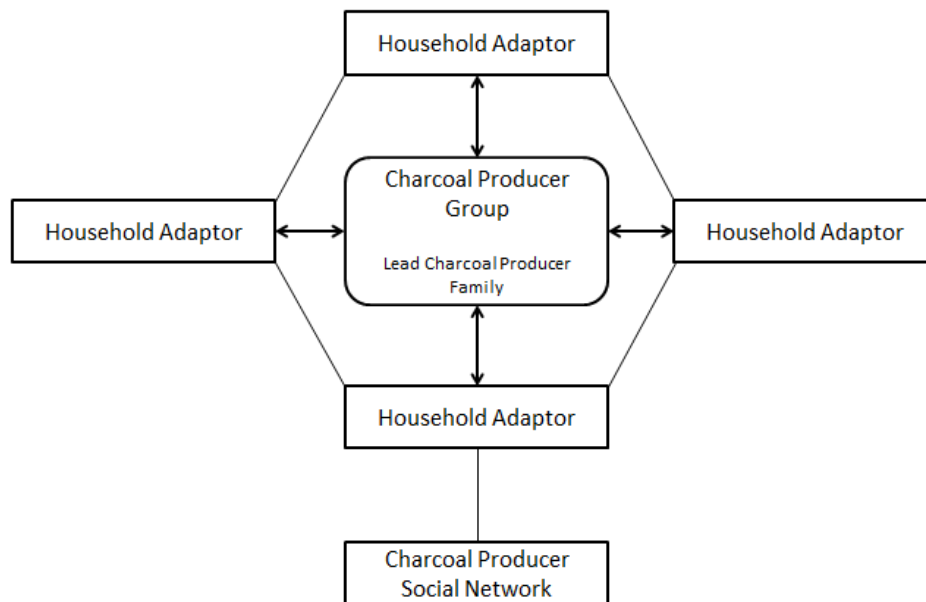 Household Adaptor
Charcoal Producer
Group
Lead Charcoal Producer
Family
Household Adaptor
Household Adaptor
Household Adaptor
Charcoal Producer
Social Network